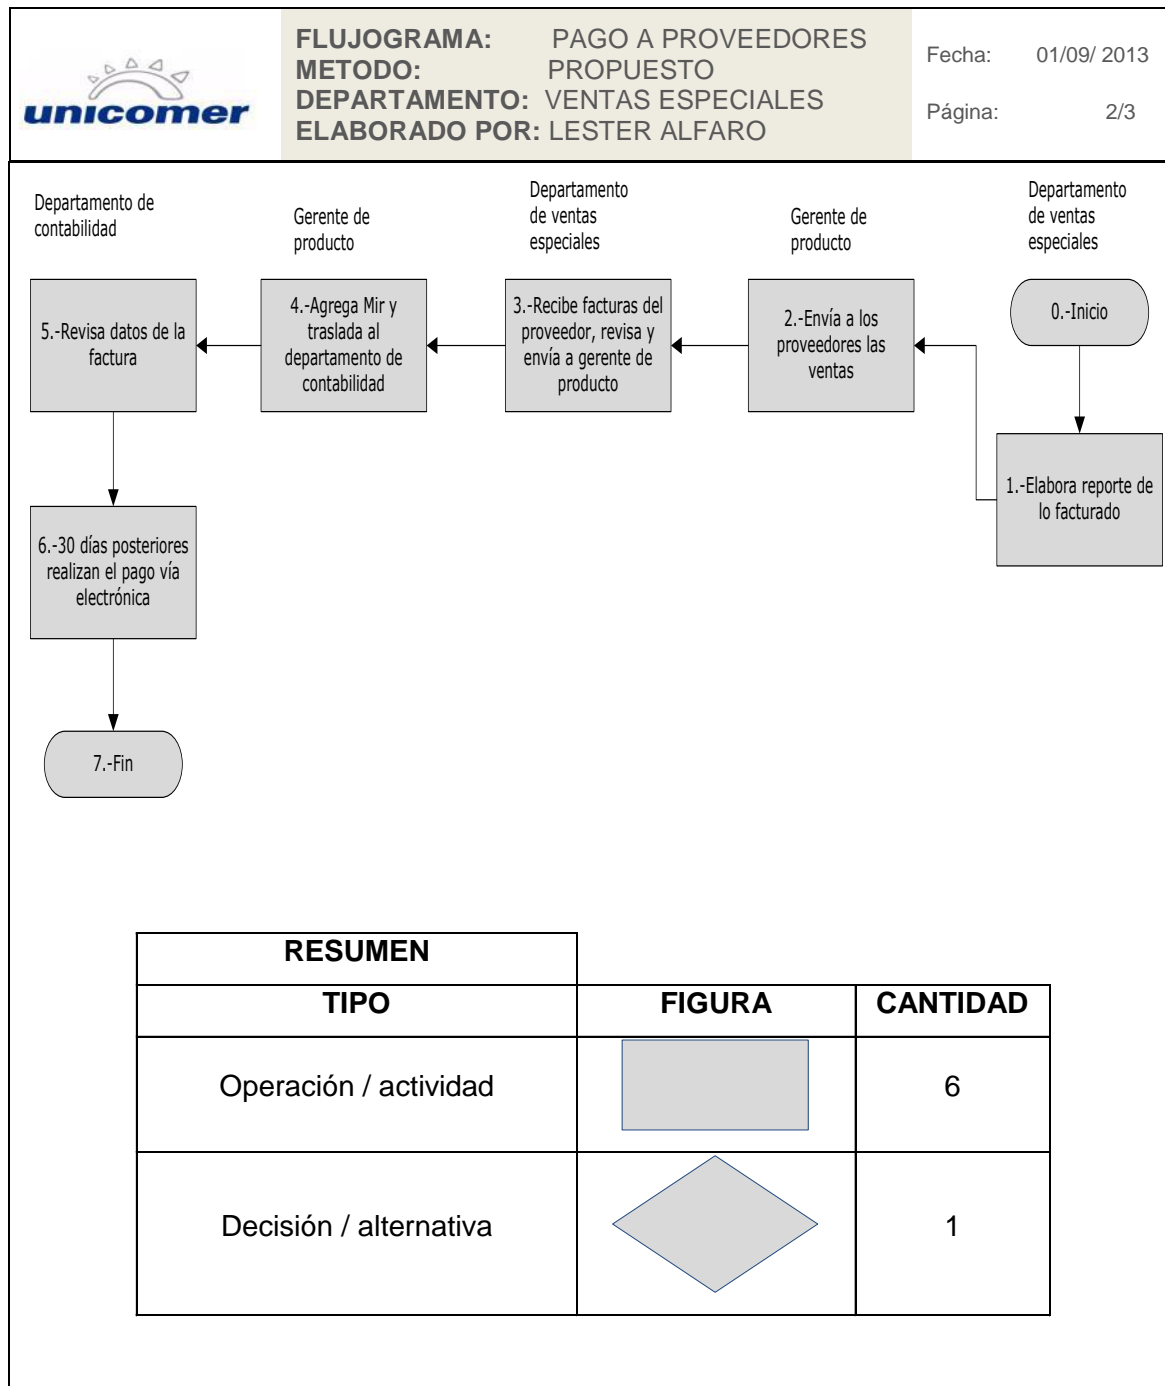 unicomer
FLUJOGRAMA: PAGO A PROVEEDORES
METODO: PROPUESTO
DEPARTAMENTO: VENTAS ESPECIALES
ELABORADO POR: LESTER ALFARO
Fecha: 01/09/ 2013
Página: 2/3
Departamento de
contabilidad
Gerente de
producto
Departamento
de ventas
especiales
Gerente de
producto
Departamento
de ventas
especiales
5.-Revisa datos de la
factura
4.-Agrega Mir y
traslada al
departamento de
contabilidad
3.-Recibe facturas del
proveedor, revisa y
envía a gerente de
producto
2.-Envía a los
proveedores las
ventas
0.-Inicio
1.-Elabora reporte de
lo facturado
6.-30 días posteriores
realizan el pago vía
electrónica
7.-Fin
RESUMEN
TIPO FIGURA CANTIDAD
Operación / actividad 6
Decisión / alternativa 1